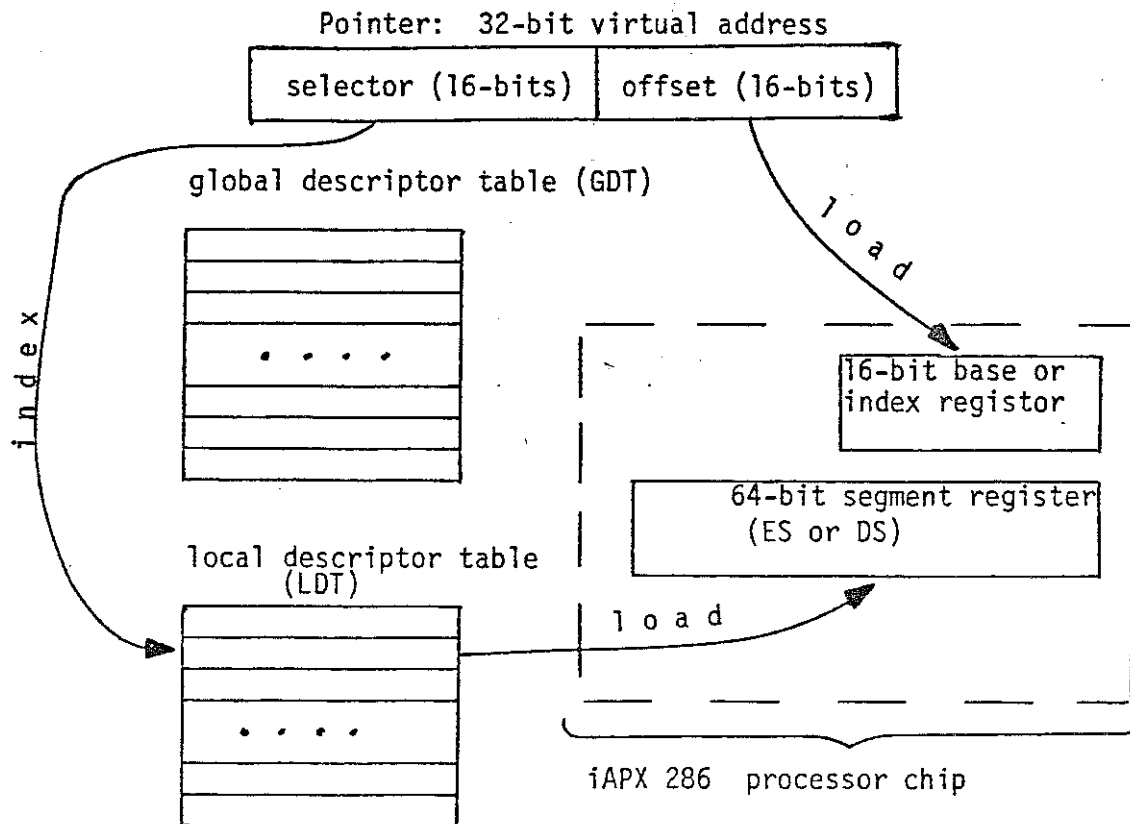 Pointer: 32-bit virtual address
selector (16-bits) offset (16-bits)
global descriptor table (GDT)
load
index
16-bit base or
index registor
64-bit segment register
(ES or DS)
local descriptor table
(LDT)
load
iAPX 286 processor chip